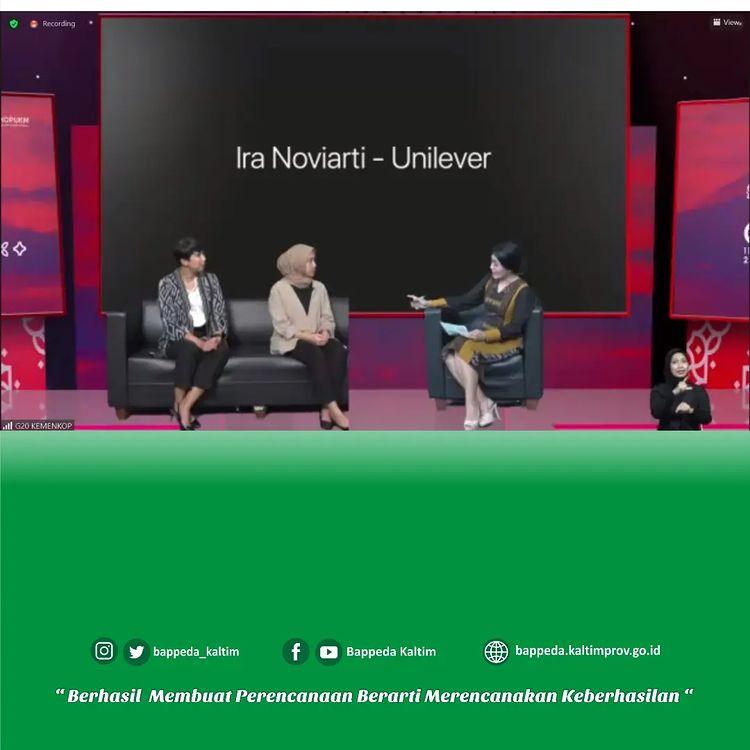 Recording
View
KOPUKM
Ira Noviarti - Unilever
G20 KEMENKOP
bappeda_kaltim
Bappeda Kaltim
bappeda.kaltimprov.go.id
“ Berhasil Membuat Perencanaan Berarti Merencanakan Keberhasilan “